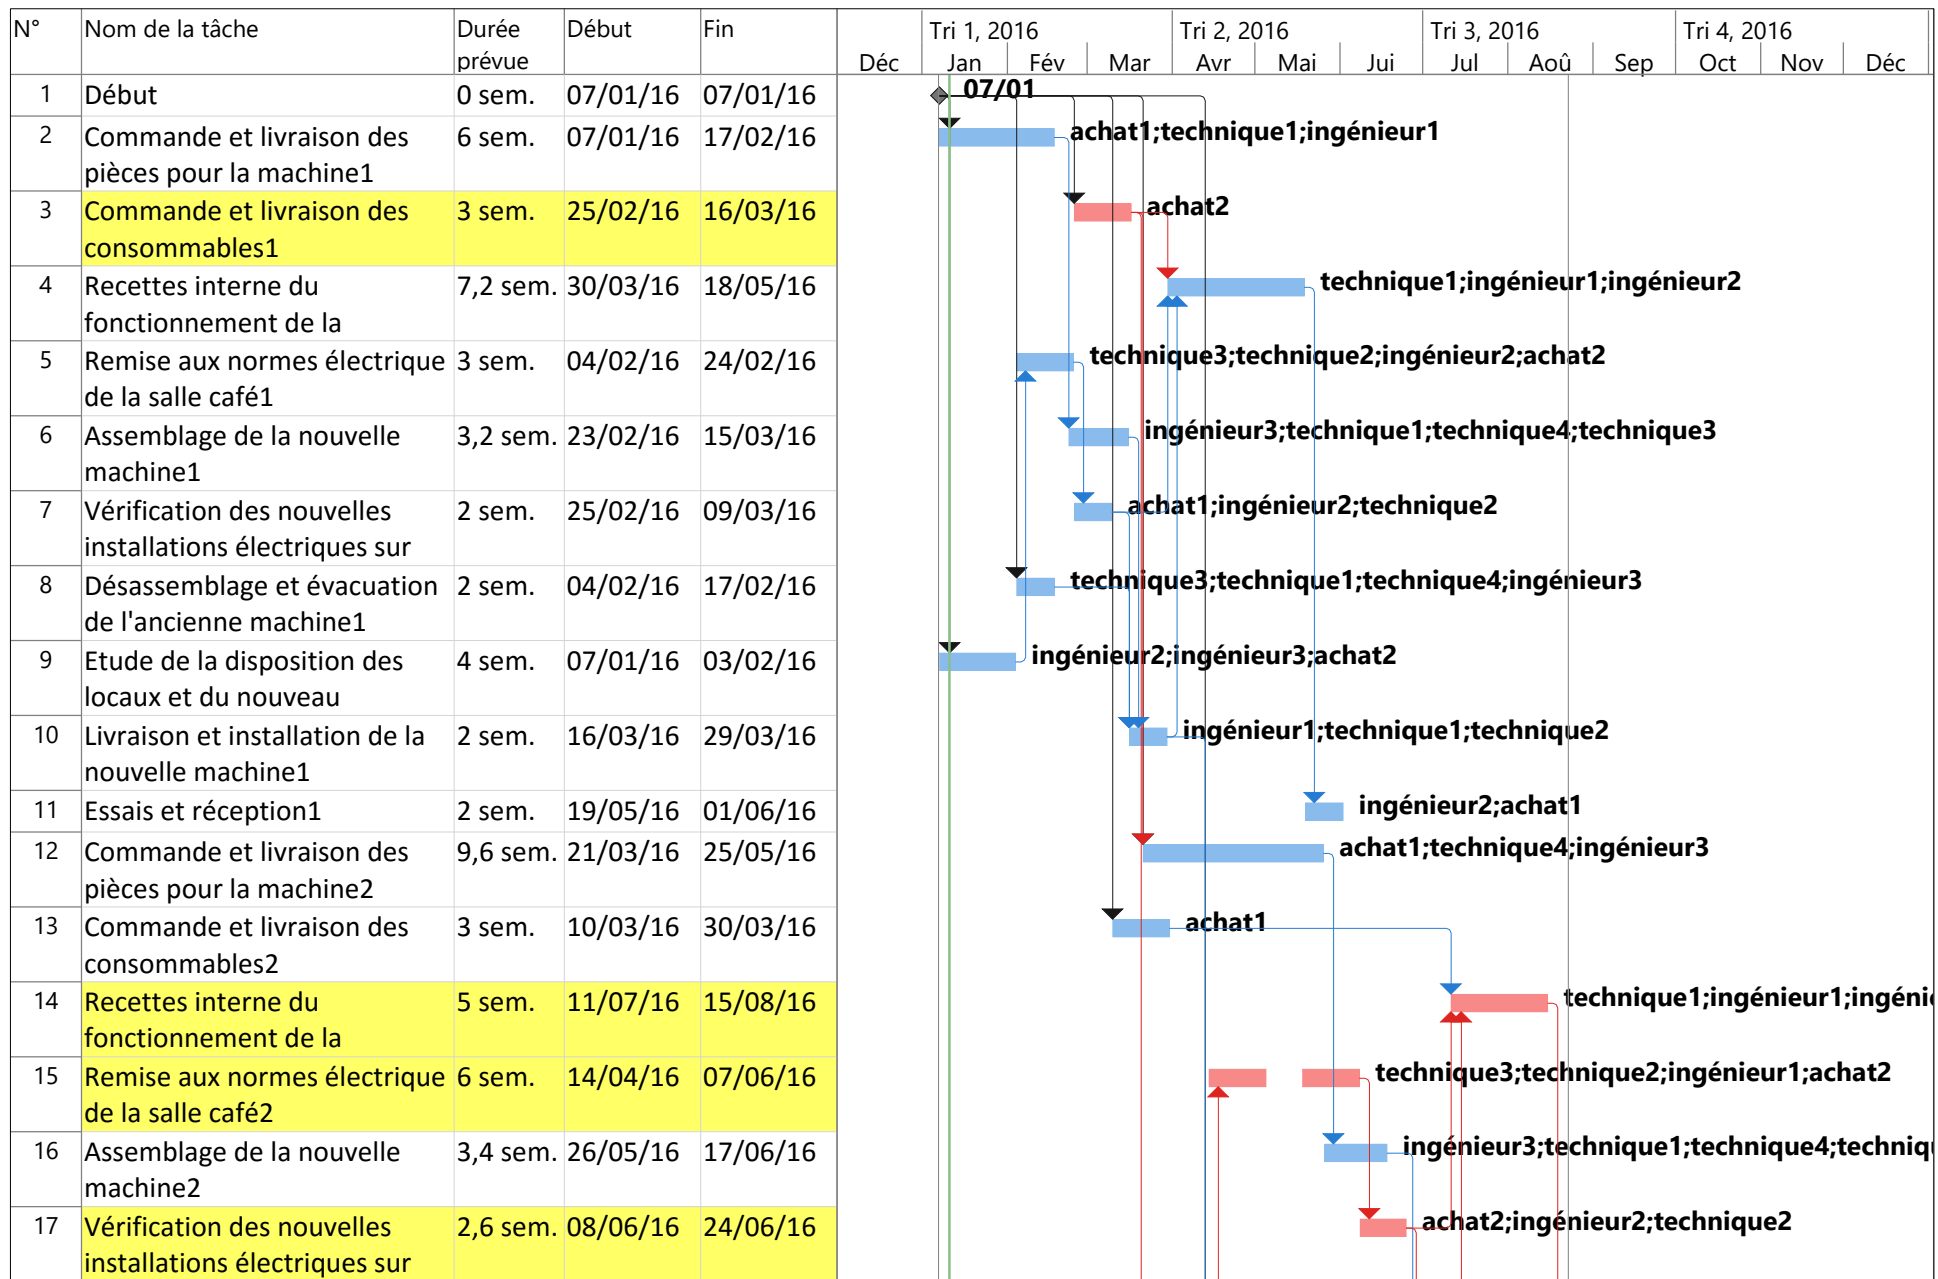 N° Nom de la tâche Durée prévue Début Fin
Tri 1, 2016 Tri 2, 2016 Tri 3, 2016 Tri 4, 2016
Déc Jan Fév Mar Avr Mai Jui Jul Aoû Sep Oct Nov Déc
1 Début 0 sem. 07/01/16 07/01/16 07/01
2 Commande et livraison des 6 sem. 07/01/16 17/02/16 achat1;technique1;ingénieur1
pièces pour la machine1
3 Commande et livraison des 3 sem. 25/02/16 16/03/16 achat2
consommables1
4 Recettes interne du 7,2 sem. 30/03/16 18/05/16 technique1;ingénieur1;ingénieur2
fonctionnement de la
5 Remise aux normes électrique 3 sem. 04/02/16 24/02/16 technique3;technique2;ingénieur2;achat2
de la salle café1
6 Assemblage de la nouvelle 3,2 sem. 23/02/16 15/03/16 ingénieur3;technique1;technique4;technique3
machine1
7 Vérification des nouvelles 2 sem. 25/02/16 09/03/16 achat1;ingénieur2;technique2
installations électriques sur
8 Désassemblage et évacuation 2 sem. 04/02/16 17/02/16 technique3;technique1;technique4;ingénieur3
de l'ancienne machine1
9 Etude de la disposition des 4 sem. 07/01/16 03/02/16 ingénieur2;ingénieur3;achat2
locaux et du nouveau
10 Livraison et installation de la 2 sem. 16/03/16 29/03/16 ingénieur1;technique1;technique2
nouvelle machine1
11 Essais et réception1 2 sem. 19/05/16 01/06/16 ingénieur2;achat1
12 Commande et livraison des 9,6 sem. 21/03/16 25/05/16 achat1;technique4;ingénieur3
pièces pour la machine2
13 Commande et livraison des 3 sem. 10/03/16 30/03/16 achat1
consommables2
14 Recettes interne du 5 sem. 11/07/16 15/08/16 technique1;ingénieur1;ingénie
fonctionnement de la
15 Remise aux normes électrique 6 sem. 14/04/16 07/06/16 technique3;technique2;ingénieur1;achat2
de la salle café2
16 Assemblage de la nouvelle 3,4 sem. 26/05/16 17/06/16 ingénieur3;technique1;technique4;techniq
machine2
17 Vérification des nouvelles 2,6 sem. 08/06/16 24/06/16 achat2;ingénieur2;technique2
installations électriques sur